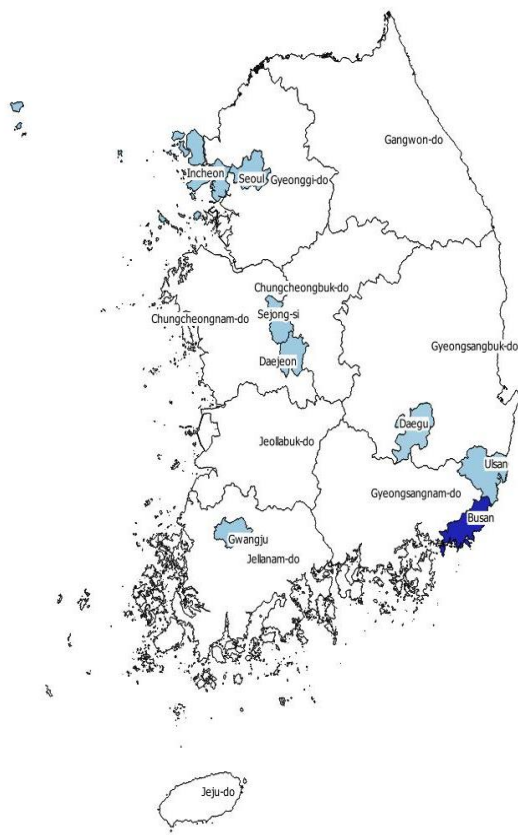 Gangwon-do
Incheon
Seoul
Gyeonggi-do
Chungcheongbuk-do
Sejong-si
Chungcheongnam-do
Gyeongsangbuk-do
Daejeon
Daegu
Jeollabuk-do
Ulsan
Gyeongsangnam-do
Busan
Gwangju
Jellanam-do
Jeju-do